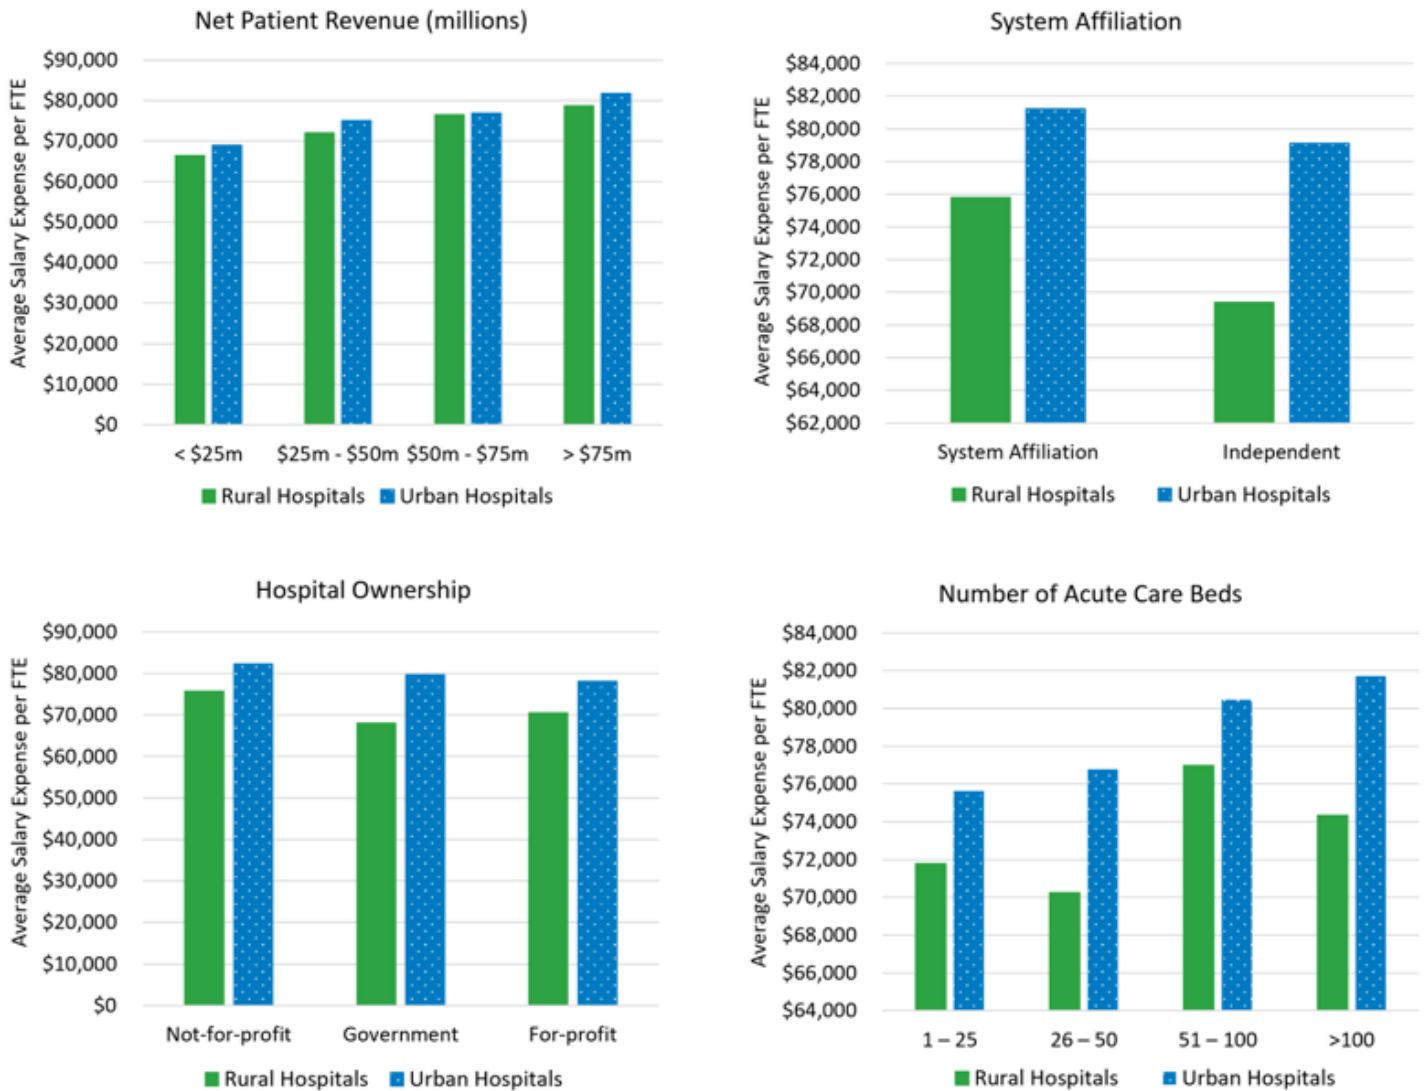 Net Patient Revenue (millions)
Average Salary Expense per FTE
$90,000
$80,000
$70,000
$60,000
$50,000
$40,000
$30,000
$20,000
$10,000
$0
< $25m
$25m - $50m
$50m - $75m
> $75m
Rural Hospitals
Urban Hospitals
System Affiliation
Average Salary Expense per FTE
$84,000
$82,000
$80,000
$78,000
$76,000
$74,000
$72,000
$70,000
$68,000
$66,000
$64,000
$62,000
System Affiliation
Independent
Rural Hospitals
Urban Hospitals
Hospital Ownership
Average Salary Expense per FTE
$90,000
$80,000
$70,000
$60,000
$50,000
$40,000
$30,000
$20,000
$10,000
$0
Not-for-profit
Government
For-profit
Rural Hospitals
Urban Hospitals
Number of Acute Care Beds
Average Salary Expense per FTE
$84,000
$82,000
$80,000
$78,000
$76,000
$74,000
$72,000
$70,000
$68,000
$66,000
$64,000
1 – 25
26 – 50
51 – 100
>100
Rural Hospitals
Urban Hospitals